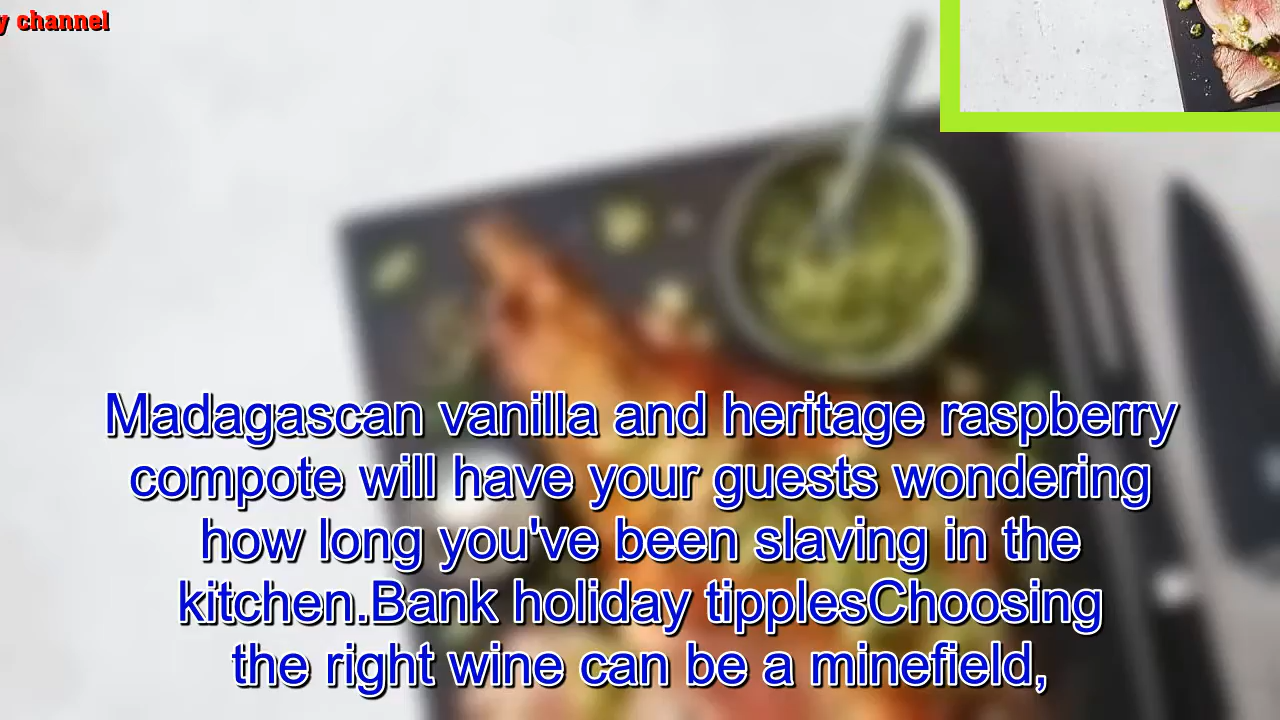 y channel
Madagascan vanilla and heritage raspberry
compote will have your guests wondering
how long you've been slaving in the
kitchen.Bank holiday tipplesChoosing
the right wine can be a minefield,